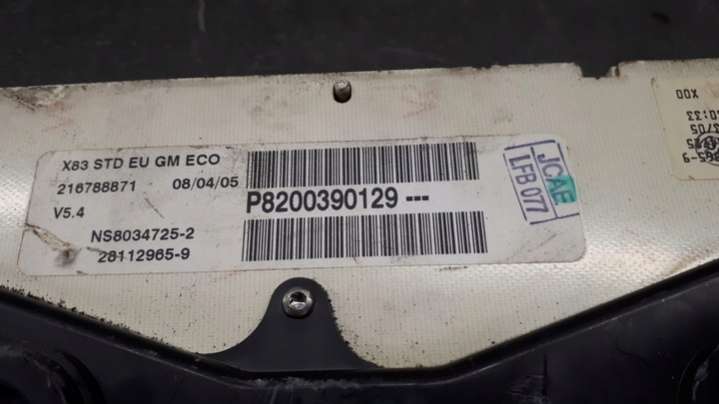 X83 STD EU GM ECO
216788871 08/04/05
V5.4
NS8034725-2
28112965-9
P8200390129 ---
JCAE
LFB 077
X00